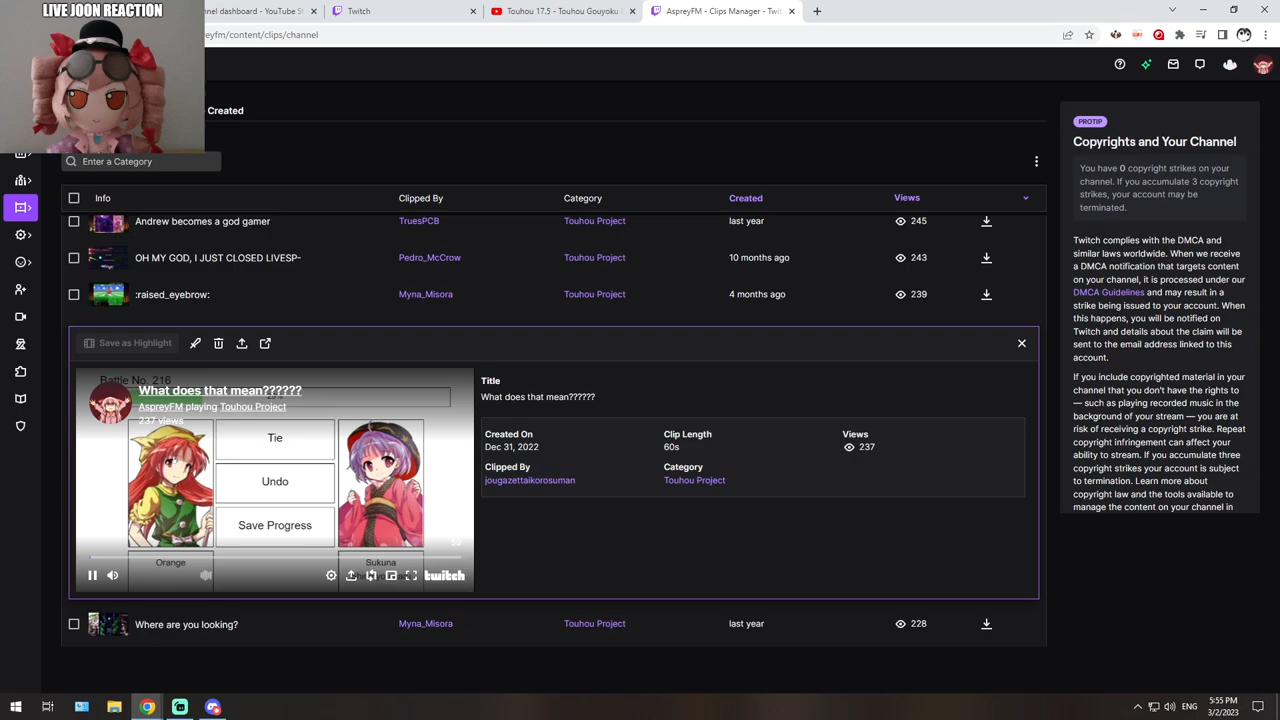 LIVE JOON REACTION
nnel dashboard - YouTube St
Twitch
Touhou 17.5 - Touhou Gouyoku I
AspreyFM - Clips Manager - Twit
preyfm/content/clips/channel
Created
Enter a Category
Info
Clipped By
Category
Created
Views
Andrew becomes a god gamer
TruesPCB
Touhou Project
last year
245
OH MY GOD, I JUST CLOSED LIVESP-
Pedro_McCrow
Touhou Project
10 months ago
243
:raised_eyebrow:
Myna_Misora
Touhou Project
4 months ago
239
Save as Highlight
Battle No. 216
What does that mean??????
AspreyFM playing Touhou Project
237 views
Tie
Undo
Save Progress
Orange
Sukuna
twitch
Title
What does that mean??????
Created On
Clip Length
Views
Dec 31, 2022
60s
237
Clipped By
Category
jougazettaikorosuman
Touhou Project
Where are you looking?
Myna_Misora
Touhou Project
last year
228
PROTIP
Copyrights and Your Channel
You have 0 copyright strikes on
your channel. If you accumulate 3 copyright
strikes, your account may be
terminated.
Twitch complies with the DMCA and
similar laws worldwide. When we receive
a DMCA notification that targets content
on your channel, it is processed under our
DMCA Guidelines and may result in a
strike being issued to your account. When
this happens, you will be notified on
Twitch and details about the claim will be
sent to the email address linked to this
account.
If you include copyrighted material in your
channel that you don't have the rights to
— such as playing recorded music in the
background of your stream — you are at
risk of receiving a copyright strike. Repeat
copyright infringement can affect your
ability to stream. If you accumulate three
copyright strikes your account is subject
to termination. Learn more about
copyright law and the tools available to
manage the content on your channel in
5:55 PM
3/2/2023